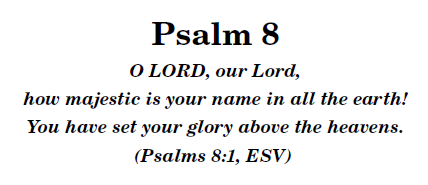 Psalm 8
O LORD, our Lord,
how majestic is your name in all the earth!
You have set your glory above the heavens.
(Psalms 8:1, ESV)